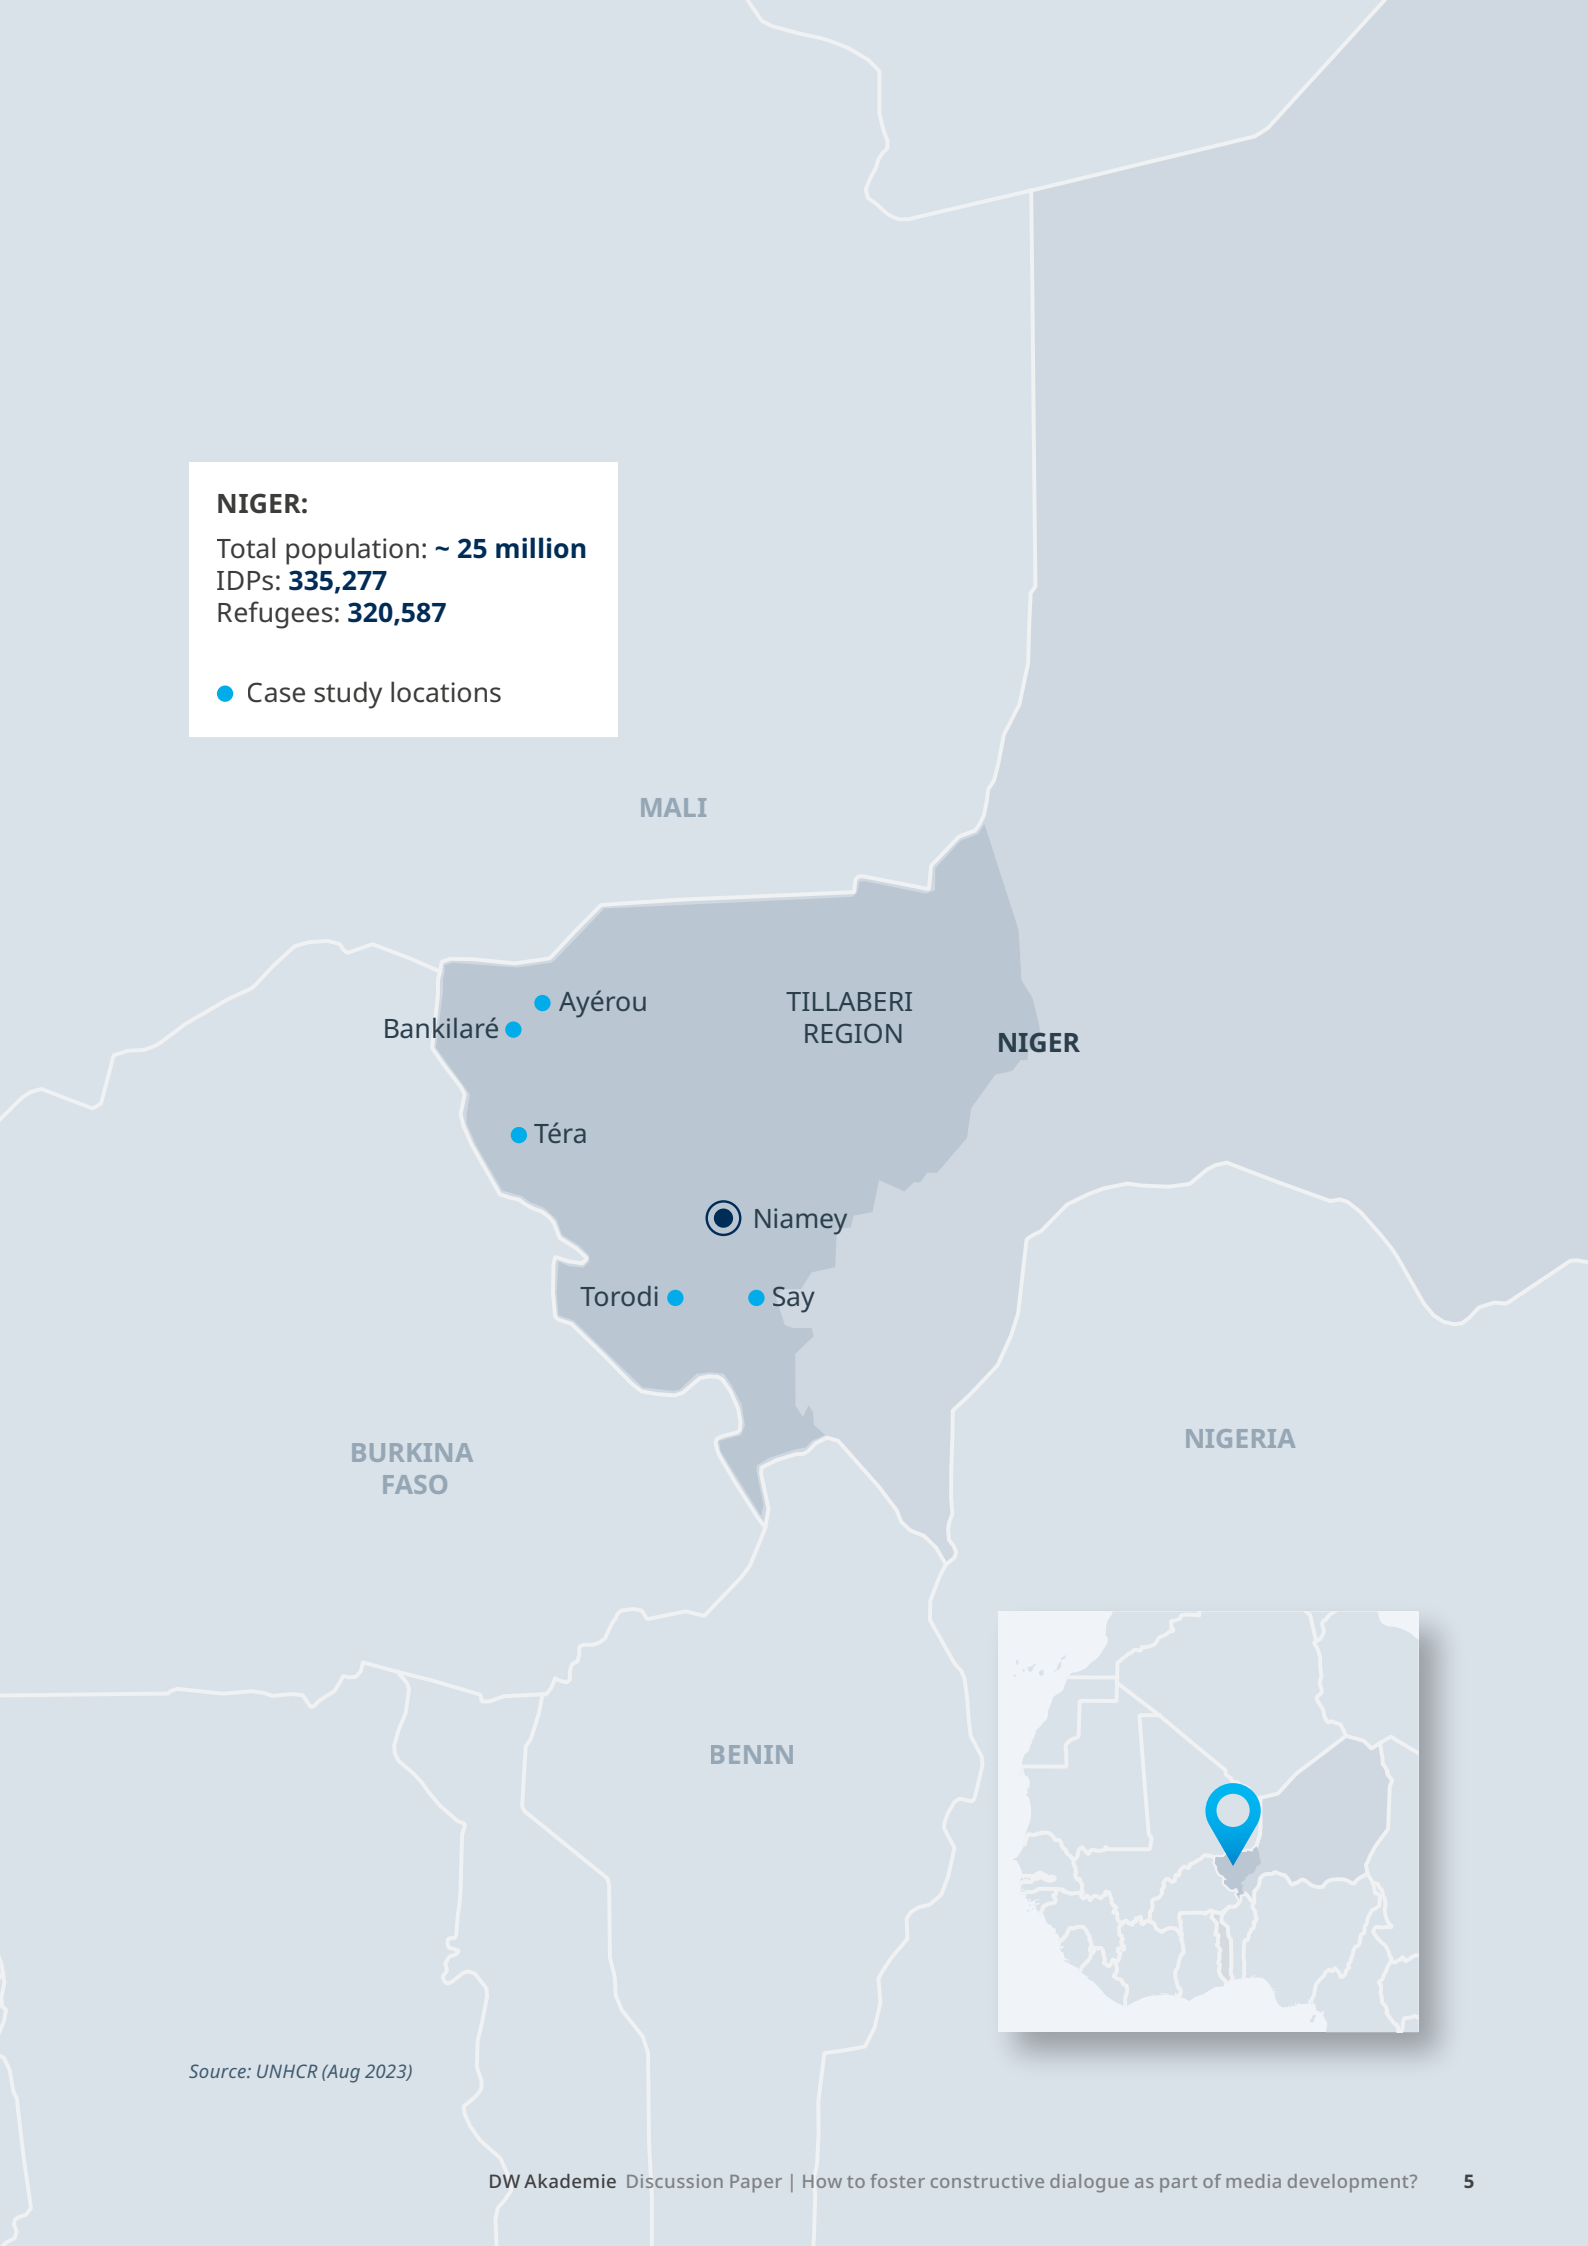 NIGER:
Total population: ~ 25 million
IDPs: 335,277
Refugees: 320,587
Case study locations
MALI
Ayérou
Bankilaré
TILLABERI
REGION
NIGER
Téra
Niamey
Torodi
Say
BURKINA
FASO
NIGERIA
BENIN
Source: UNHCR (Aug 2023)
DW Akademie Discussion Paper | How to foster constructive dialogue as part of media development? 5